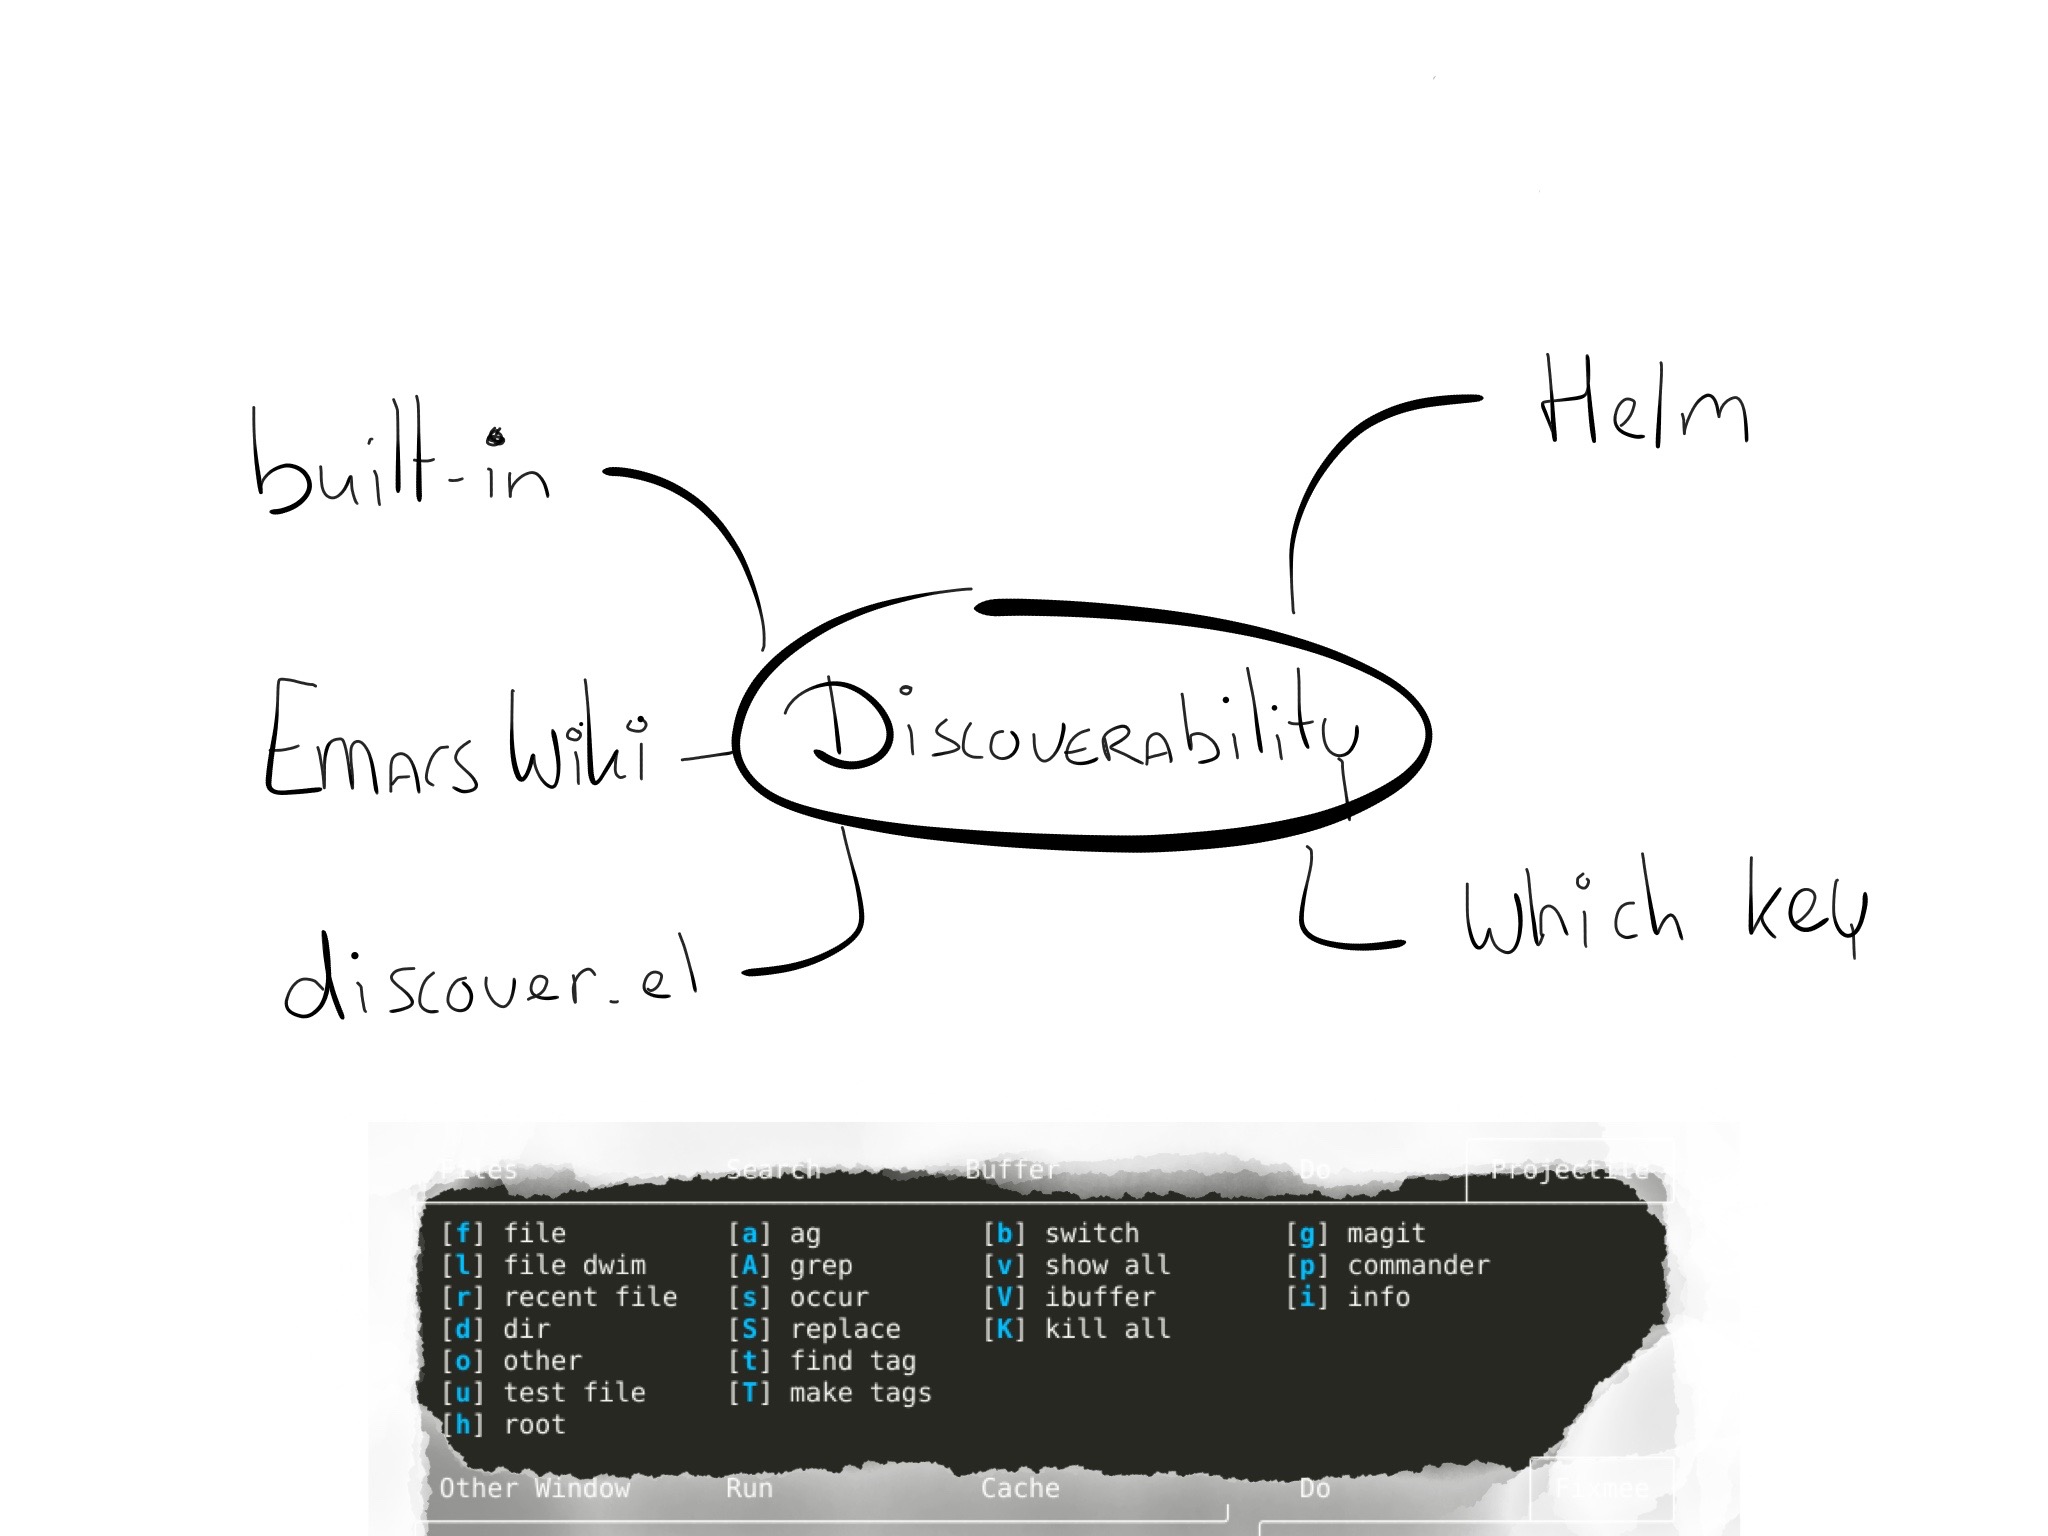 built-in
Helm
Emacs Wiki
Discoverability
discover.el
Which key
Files Search Buffer Do Projectile
[f] file [a] ag [b] switch [g] magit
[l] file dwim [A] grep [v] show all [p] commander
[r] recent file [s] occur [V] ibuffer [i] info
[d] dir [S] replace [K] kill all
[o] other [t] find tag
[u] test file [T] make tags
[h] root
Other Window Run Cache Do Fixmee